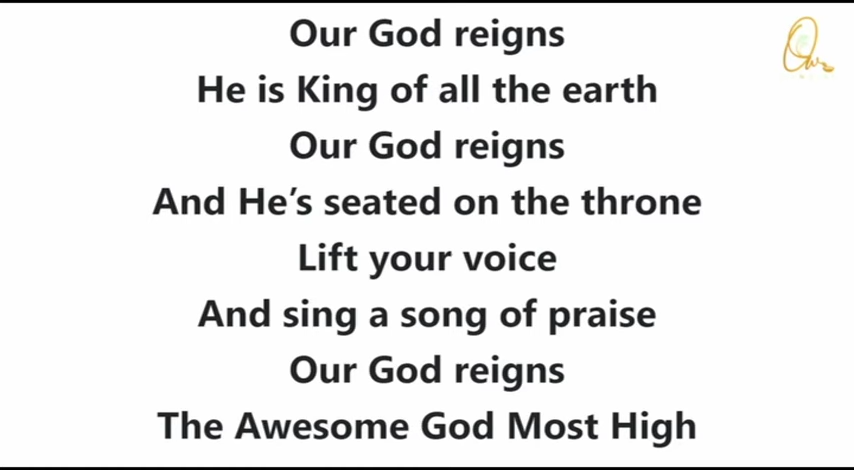 Our God reigns
He is King of all the earth
Our God reigns
And He’s seated on the throne
Lift your voice
And sing a song of praise
Our God reigns
The Awesome God Most High